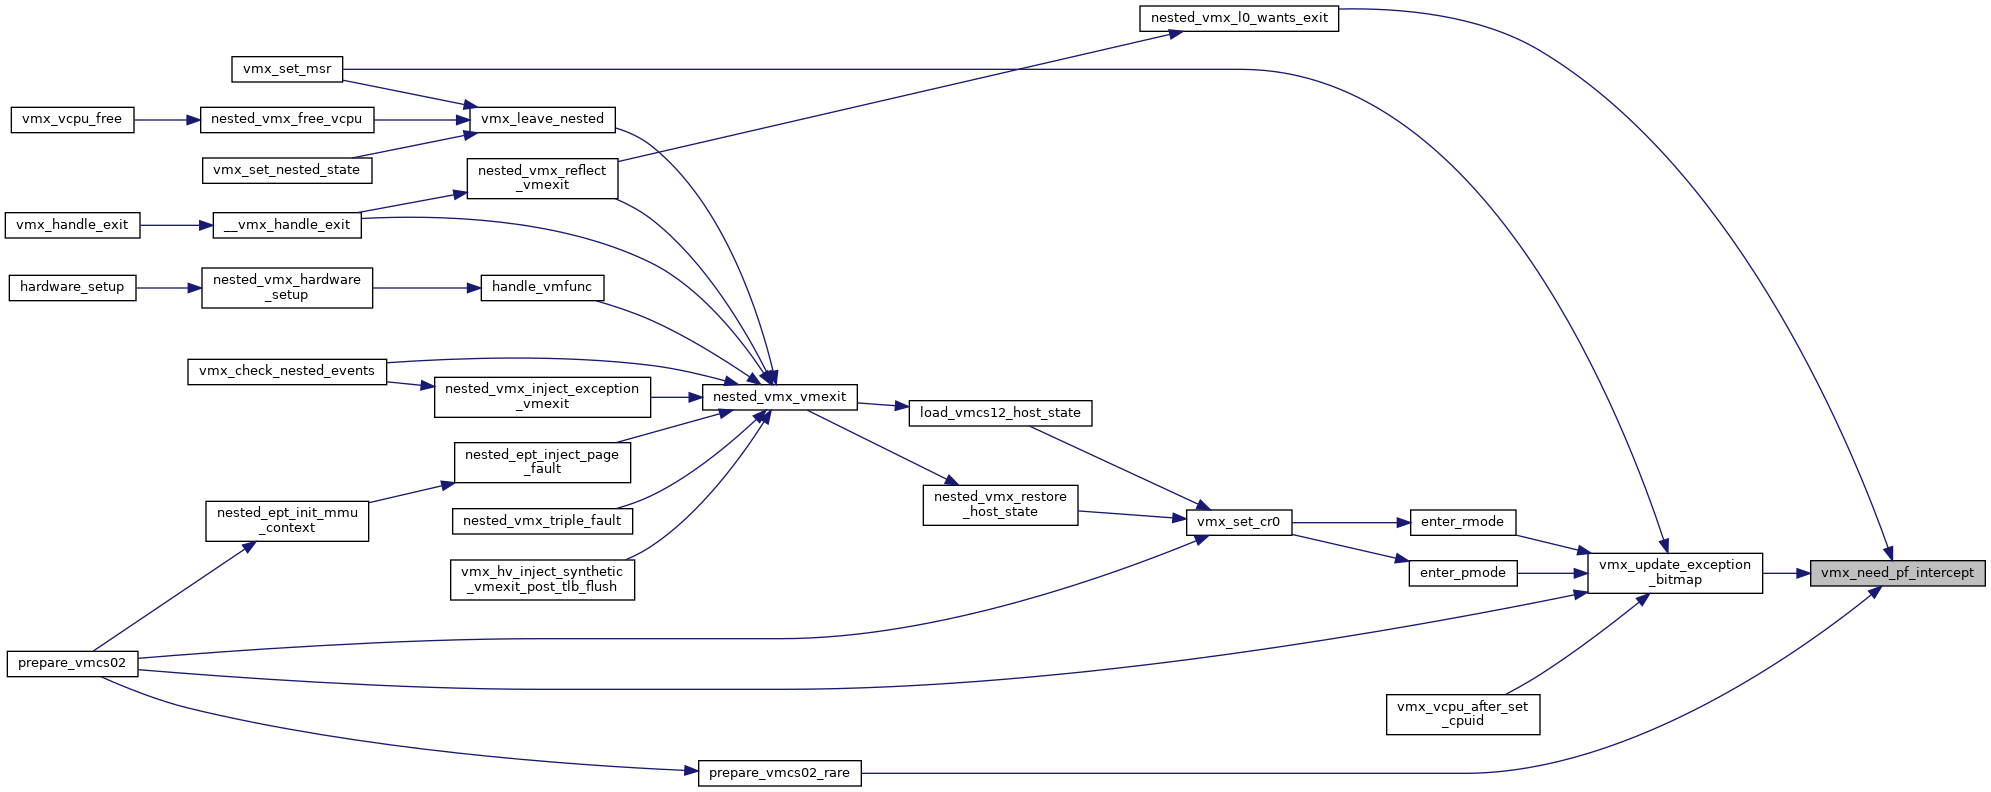 nested_vmx_l0_wants_exit
vmx_set_msr
vmx_vcpu_free
nested_vmx_free_vcpu
vmx_leave_nested
vmx_set_nested_state
nested_vmx_reflect
_vmexit
vmx_handle_exit
__vmx_handle_exit
hardware_setup
nested_vmx_hardware
_setup
handle_vmfunc
vmx_check_nested_events
nested_vmx_inject_exception
_vmexit
nested_vmx_vmexit
load_vmcs12_host_state
nested_ept_inject_page
_fault
nested_vmx_restore
_host_state
nested_ept_init_mmu
_context
nested_vmx_triple_fault
vmx_set_cr0
enter_rmode
vmx_hv_inject_synthetic
_vmexit_post_tlb_flush
enter_pmode
vmx_update_exception
_bitmap
vmx_need_pf_intercept
prepare_vmcs02
vmx_vcpu_after_set
_cpuid
prepare_vmcs02_rare